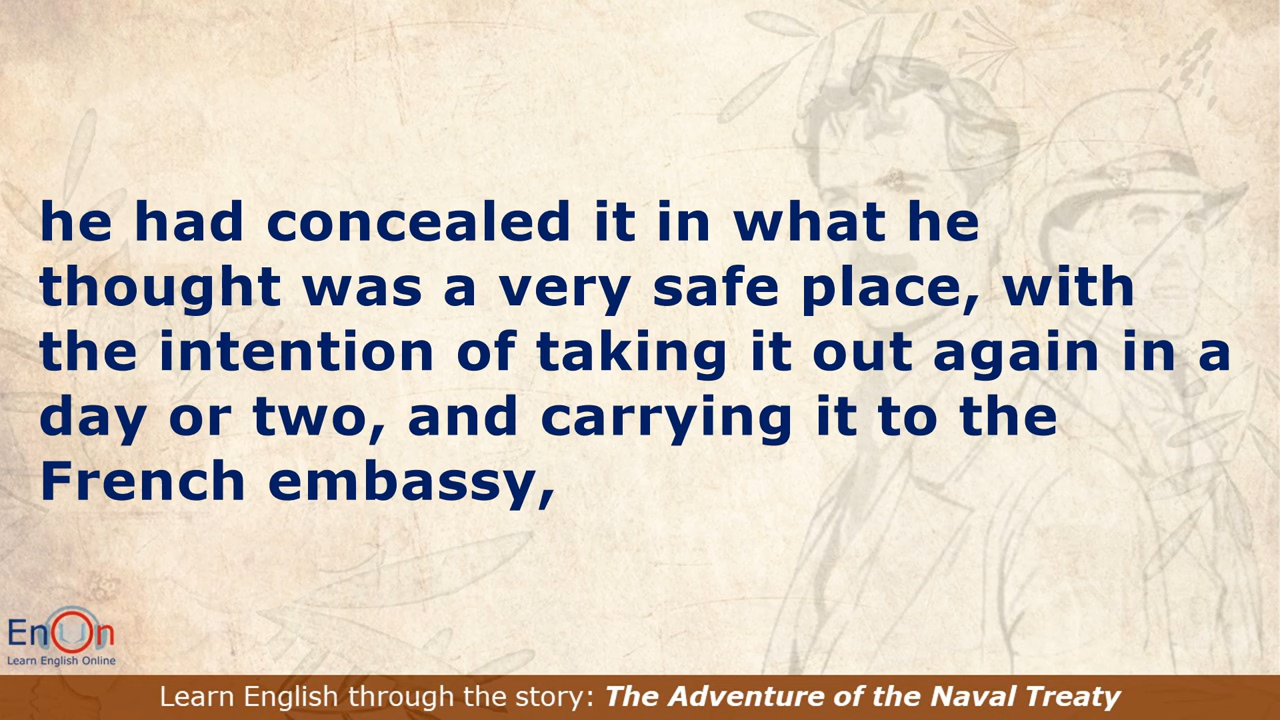 he had concealed it in what he
thought was a very safe place, with
the intention of taking it out again in a
day or two, and carrying it to the
French embassy,
EnOn
Learn English Online
Learn English through the story: The Adventure of the Naval Treaty